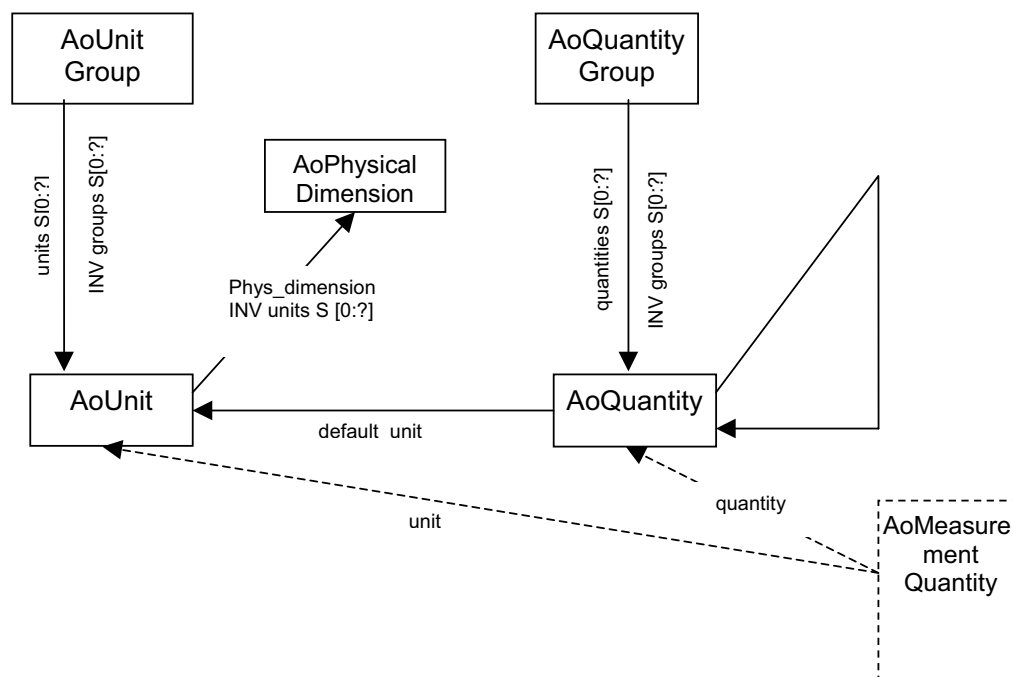 AoUnit
Group
AoQuantity
Group
units S[0:?]
INV groups S[0:?]
AoPhysical
Dimension
quantities S[0:?]
INV groups S[0:?]
Phys_dimension
INV units S [0:?]
AoUnit
AoQuantity
default unit
quantity
unit
AoMeasure
ment
Quantity